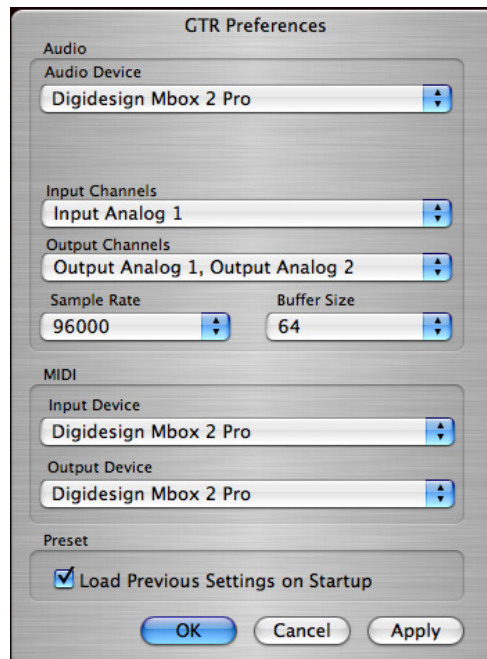 GTR Preferences
Audio
Audio Device
Digidesign Mbox 2 Pro
Input Channels
Input Analog 1
Output Channels
Output Analog 1, Output Analog 2
Sample Rate Buffer Size
96000 64
MIDI
Input Device
Digidesign Mbox 2 Pro
Output Device
Digidesign Mbox 2 Pro
Preset
Load Previous Settings on Startup
OK Cancel Apply